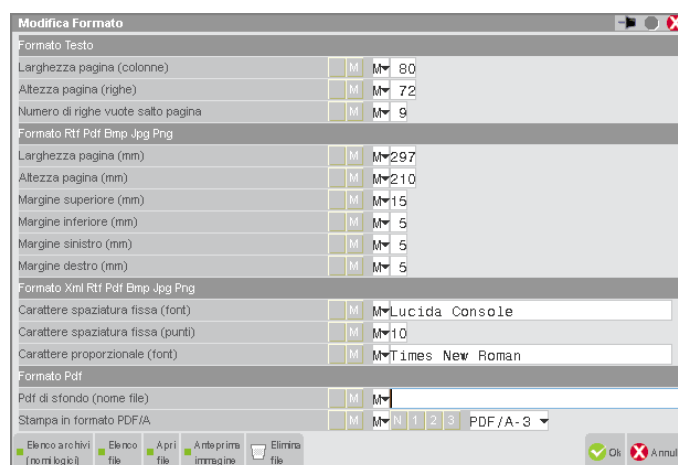 Modifica Formato
Formato Testo
Larghezza pagina (colonne) M M 80
Altezza pagina (righe) M M 72
Numero di righe vuote salto pagina M M 9
Formato Rtf Pdf Bmp Jpg Png
Larghezza pagina (mm) M M 297
Altezza pagina (mm) M M 210
Margine superiore (mm) M M 15
Margine inferiore (mm) M M 5
Margine sinistro (mm) M M 5
Margine destro (mm) M M 5
Formato Xml Rtf Pdf Bmp Jpg Png
Carattere spaziatura fissa (font) M M Lucida Console
Carattere spaziatura fissa (punti) M M 10
Carattere proporzionale (font) M M Times New Roman
Formato Pdf
Pdf di sfondo (nome file) M M
Stampa in formato PDF/A M M N 1 2 3 PDF/A-3
Elenco archivi Elenco Apri Anteprima Elimina
(nomi logici) file file immagine file Ok Annul